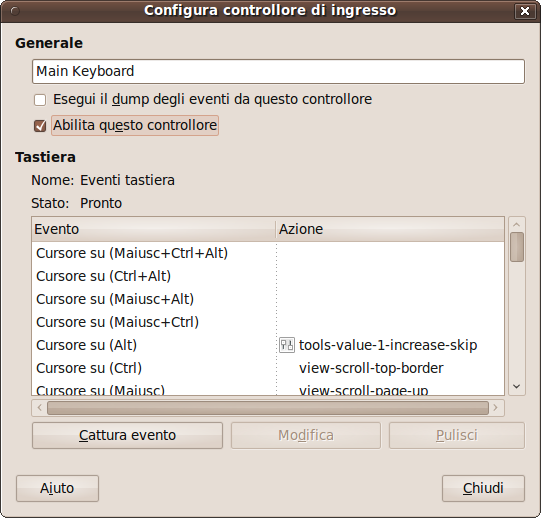 Configura controllore di ingresso
Generale
Main Keyboard
Esegui il dump degli eventi da questo controllore
Abilita questo controllore
Tastiera
Nome: Eventi tastiera
Stato: Pronto
Evento Azione
Cursore su (Maiusc+Ctrl+Alt)
Cursore su (Ctrl+Alt)
Cursore su (Maiusc+Alt)
Cursore su (Maiusc+Ctrl)
Cursore su (Alt) tools-value-1-increase-skip
Cursore su (Ctrl) view-scroll-top-border
Cursore su (Maiusc) view-scroll-page-up
Cattura evento Modifica Pulisci
Aiuto Chiudi